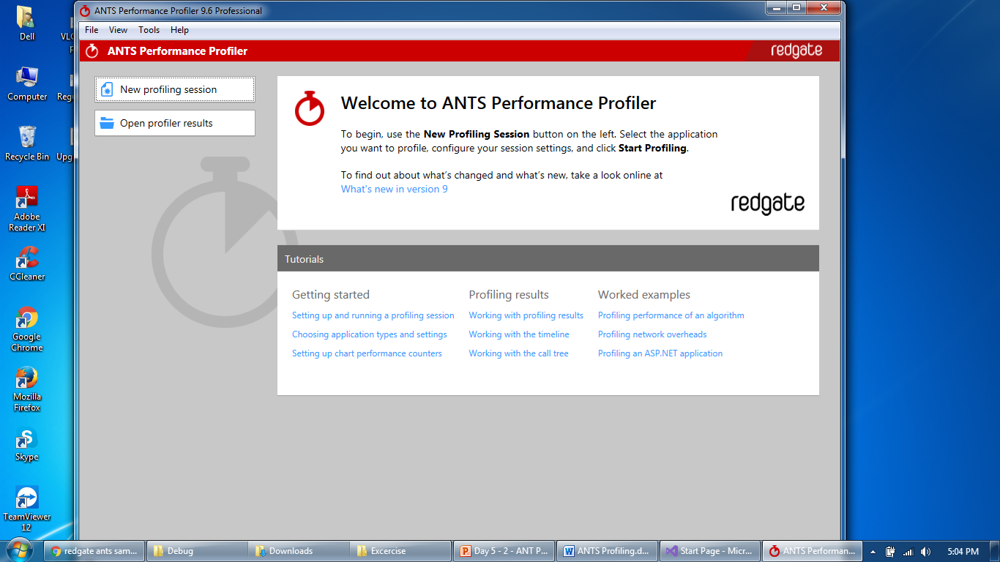 ANTS Performance Profiler 9.6 Professional
File View Tools Help
ANTS Performance Profiler
redgate
New profiling session
Open profiler results
Welcome to ANTS Performance Profiler
To begin, use the New Profiling Session button on the left. Select the application
you want to profile, configure your session settings, and click Start Profiling.
To find out about what's changed and what's new, take a look online at
What's new in version 9
redgate
Tutorials
Getting started
Setting up and running a profiling session
Choosing application types and settings
Setting up chart performance counters
Profiling results
Working with profiling results
Working with the timeline
Working with the call tree
Worked examples
Profiling performance of an algorithm
Profiling network overheads
Profiling an ASP.NET application
Dell
Computer
Recycle Bin
Adobe
Reader XI
CCleaner
Google
Chrome
Mozilla
Firefox
Skype
TeamViewer
12
VLC
Regu
Upg
redgate ants sam...
Debug
Downloads
Excercise
Day 5 - 2 - ANT P...
ANTS Profiling.d...
Start Page - Micr...
ANTS Performan...
5:04 PM